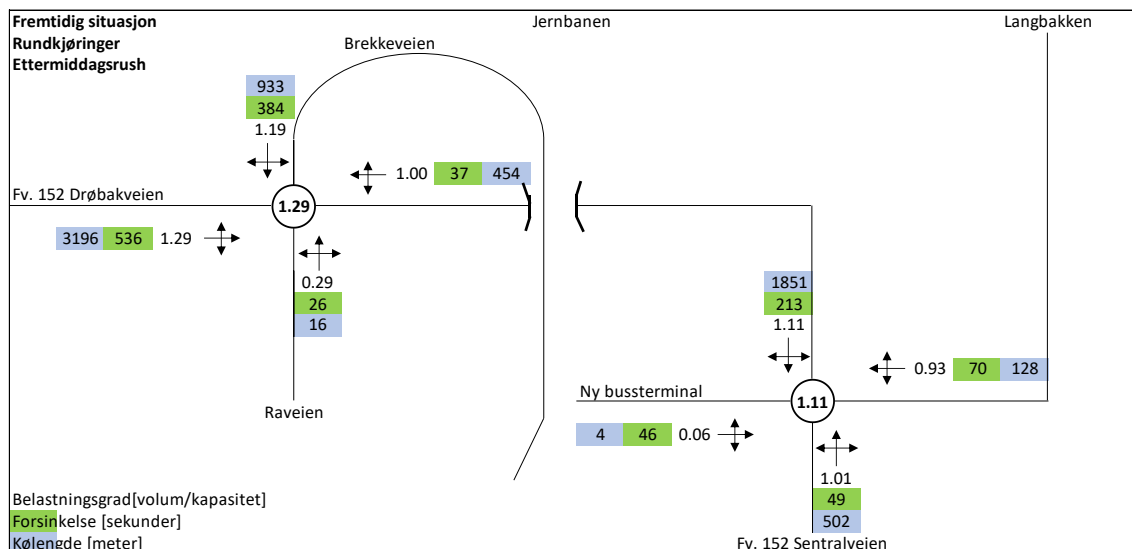 Fremtidig situasjon
Rundkjøringer
Ettermiddagsrush
Jernbanen
Langbakken
Brekkeveien
933
384
1.19
1.00 37 454
Fv. 152 Drøbakveien
1.29
3196 536 1.29
0.29
26
16
Raveien
1851
213
1.11
0.93 70 128
Ny bussterminal
1.11
4 46 0.06
1.01
49
502
Fv. 152 Sentralveien
Belastningsgrad[volum/kapasitet]
Forsinkelse [sekunder]
Kølengde [meter]